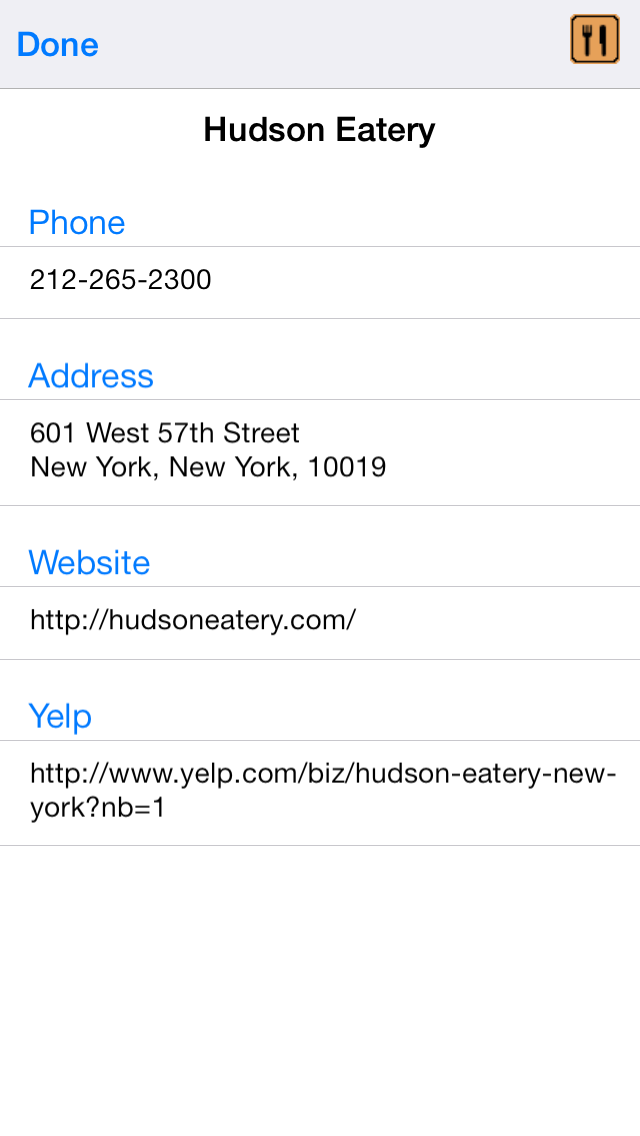 Done
Hudson Eatery
Phone
212-265-2300
Address
601 West 57th Street
New York, New York, 10019
Website
http://hudsoneatery.com/
Yelp
http://www.yelp.com/biz/hudson-eatery-new-
york?nb=1